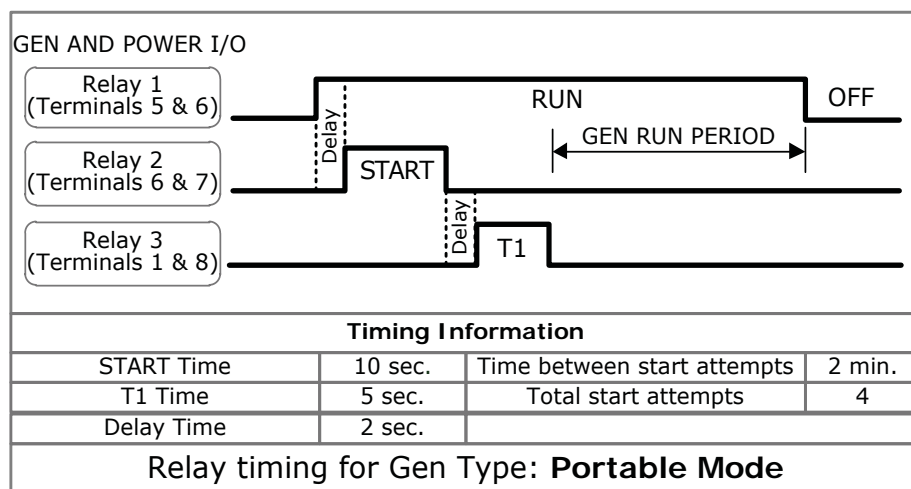 GEN AND POWER I/O
Relay 1
(Terminals 5 & 6)
RUN
OFF
Delay
GEN RUN PERIOD
Relay 2
(Terminals 6 & 7)
START
Delay
Relay 3
(Terminals 1 & 8)
T1
Timing Information
START Time 10 sec. Time between start attempts 2 min.
T1 Time 5 sec. Total start attempts 4
Delay Time 2 sec.
Relay timing for Gen Type: Portable Mode